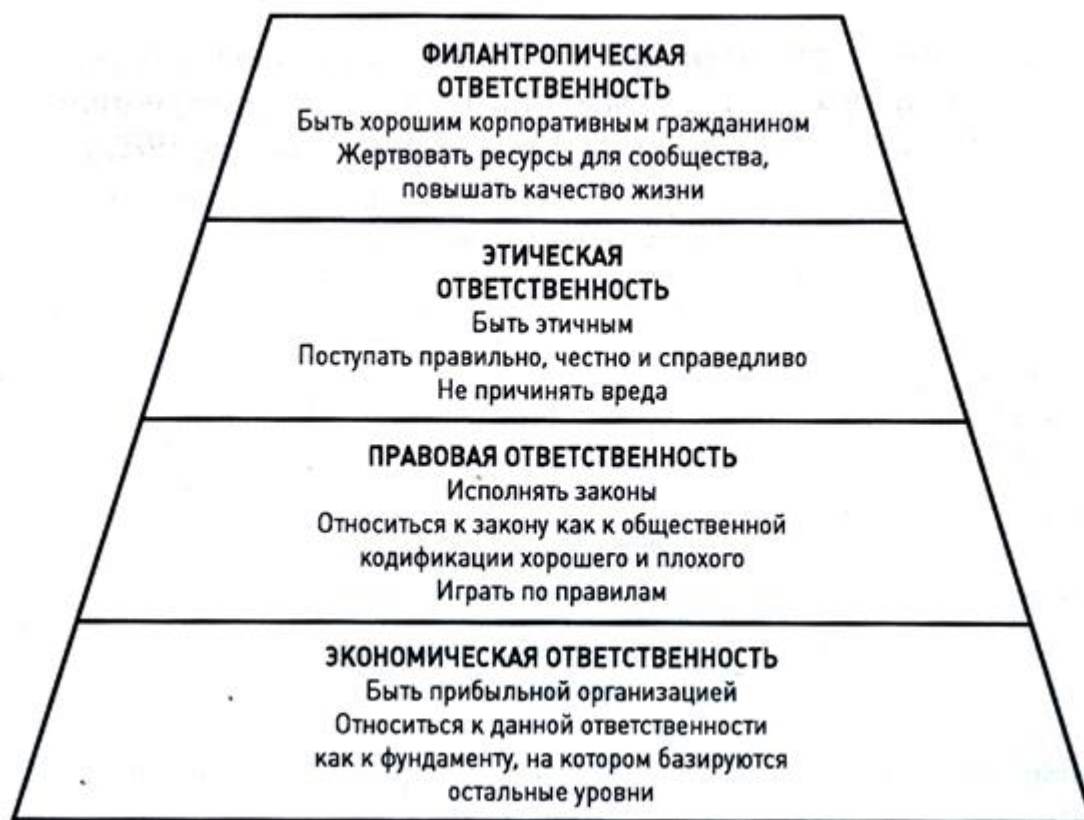 ФИЛАНТРОПИЧЕСКАЯ
ОТВЕТСТВЕННОСТЬ
Быть хорошим корпоративным гражданином
Жертвовать ресурсы для сообщества,
повышать качество жизни
ЭТИЧЕСКАЯ
ОТВЕТСТВЕННОСТЬ
Быть этичным
Поступать правильно, честно и справедливо
Не причинять вреда
ПРАВОВАЯ ОТВЕТСТВЕННОСТЬ
Исполнять законы
Относиться к закону как к общественной
кодификации хорошего и плохого
Играть по правилам
ЭКОНОМИЧЕСКАЯ ОТВЕТСТВЕННОСТЬ
Быть прибыльной организацией
Относиться к данной ответственности
как к фундаменту, на котором базируются
остальные уровни